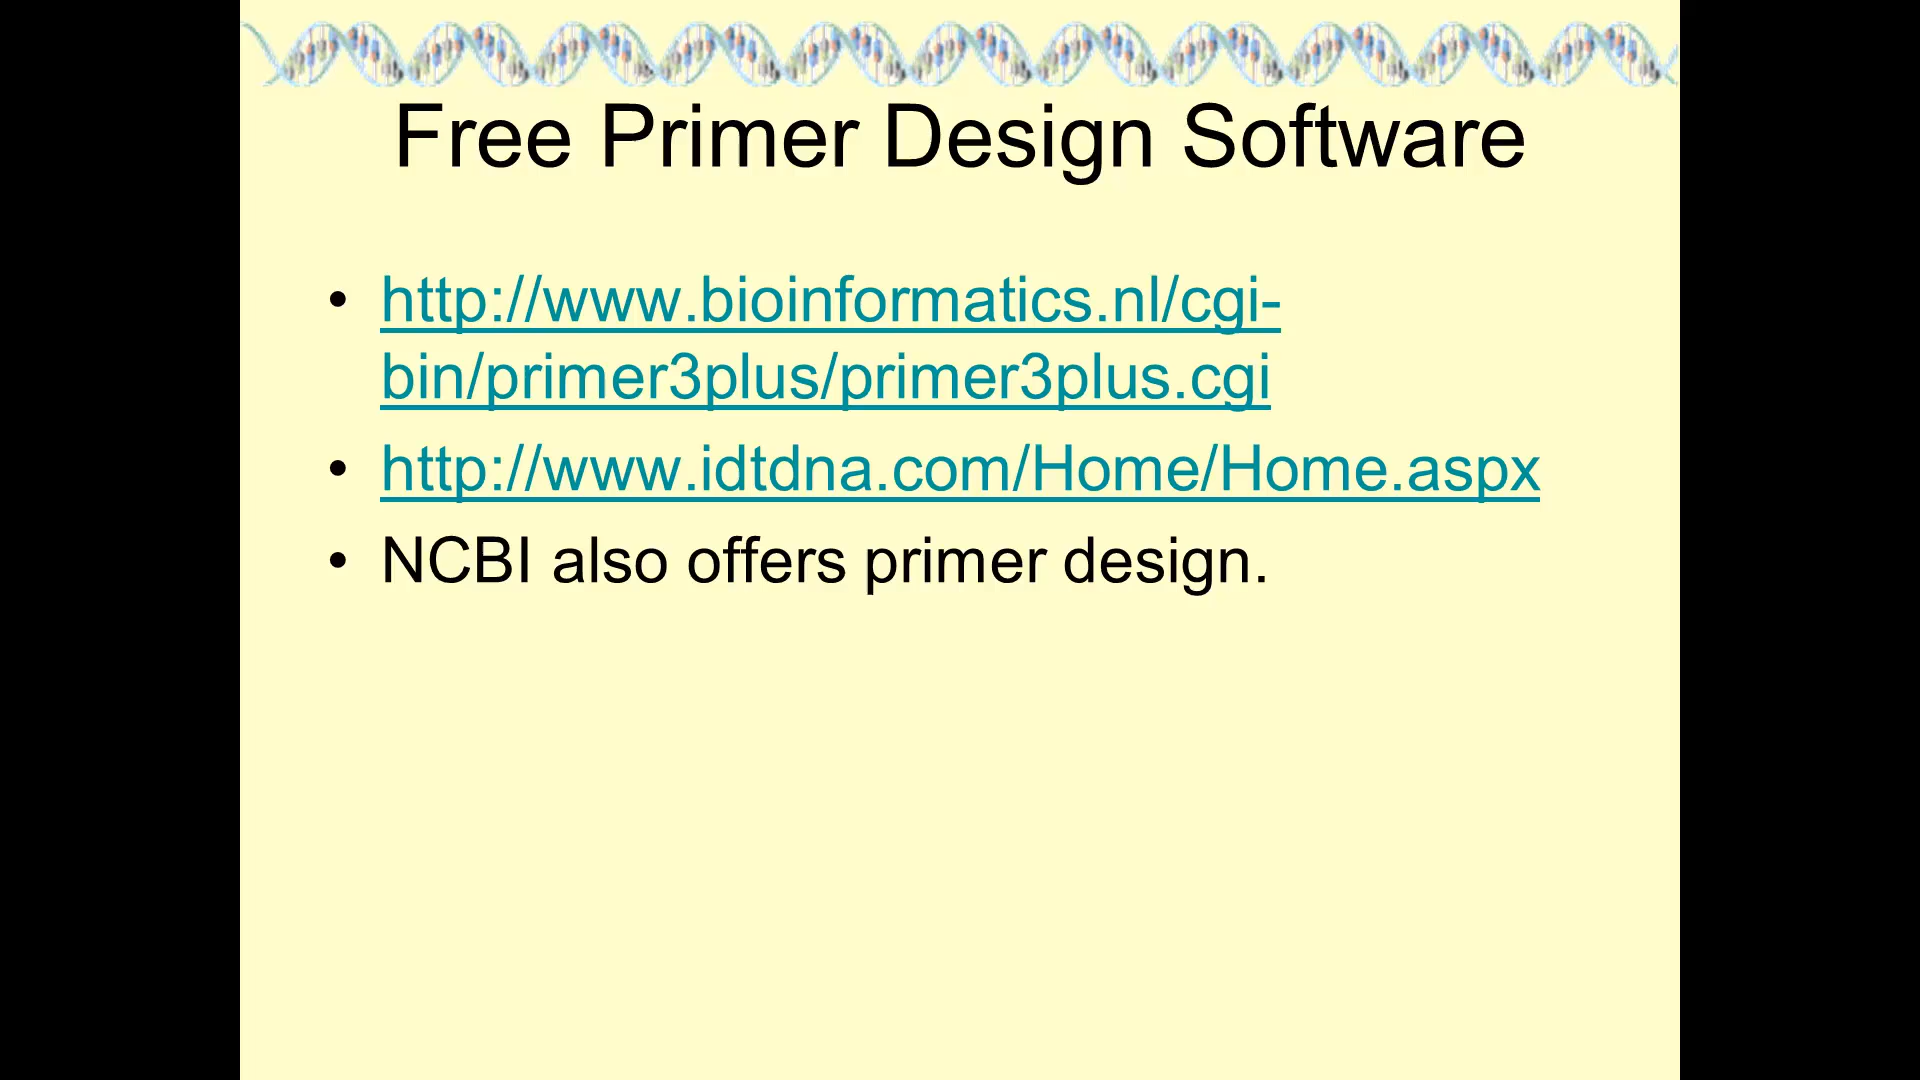 Free Primer Design Software
• http://www.bioinformatics.nl/cgi-
bin/primer3plus/primer3plus.cgi
• http://www.idtdna.com/Home/Home.aspx
• NCBI also offers primer design.